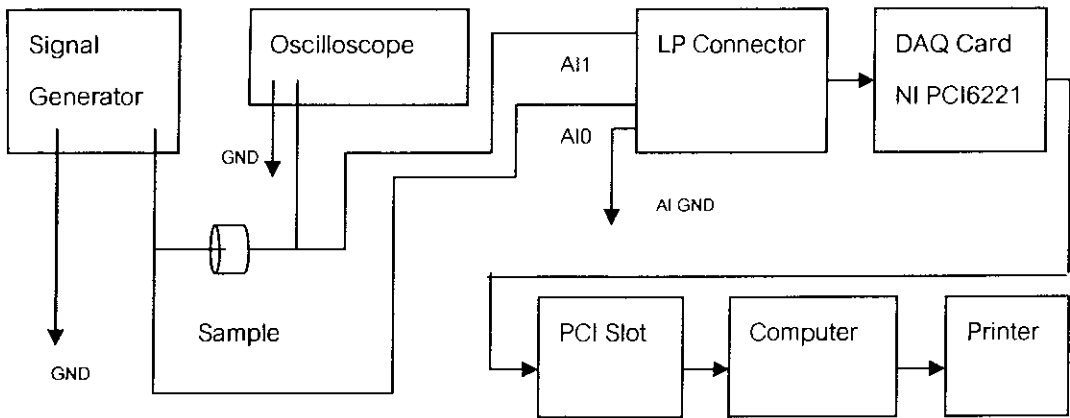 Signal
Generator
Oscilloscope
LP Connector
DAQ Card
NI PCI6221
AI1
AI0
GND
AI GND
Sample
GND
PCI Slot
Computer
Printer